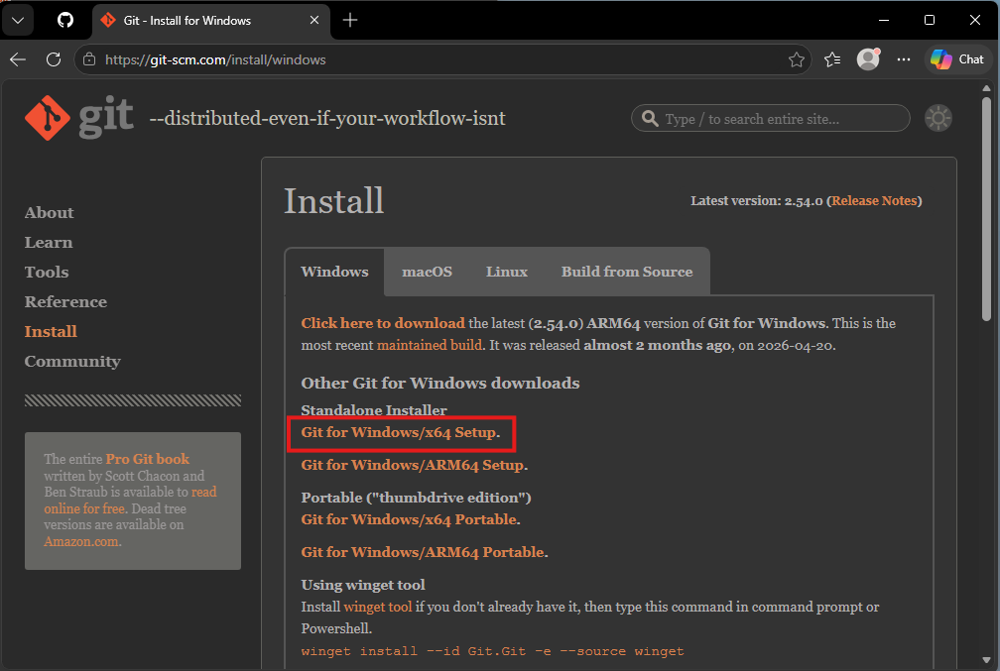 Git - Install for Windows
https://git-scm.com/install/windows
Chat
git --distributed-even-if-your-workflow-isnt
Type / to search entire site...
About
Learn
Tools
Reference
Install
Community
The entire Pro Git book
written by Scott Chacon and
Ben Straub is available to read
online for free. Dead tree
versions are available on
Amazon.com.
Install
Latest version: 2.54.0 (Release Notes)
Windows
macOS
Linux
Build from Source
Click here to download the latest (2.54.0) ARM64 version of Git for Windows. This is the
most recent maintained build. It was released almost 2 months ago, on 2026-04-20.
Other Git for Windows downloads
Standalone Installer
Git for Windows/x64 Setup.
Git for Windows/ARM64 Setup.
Portable ("thumbdrive edition")
Git for Windows/x64 Portable.
Git for Windows/ARM64 Portable.
Using winget tool
Install winget tool if you don't already have it, then type this command in command prompt or
Powershell.
winget install --id Git.Git -e --source winget